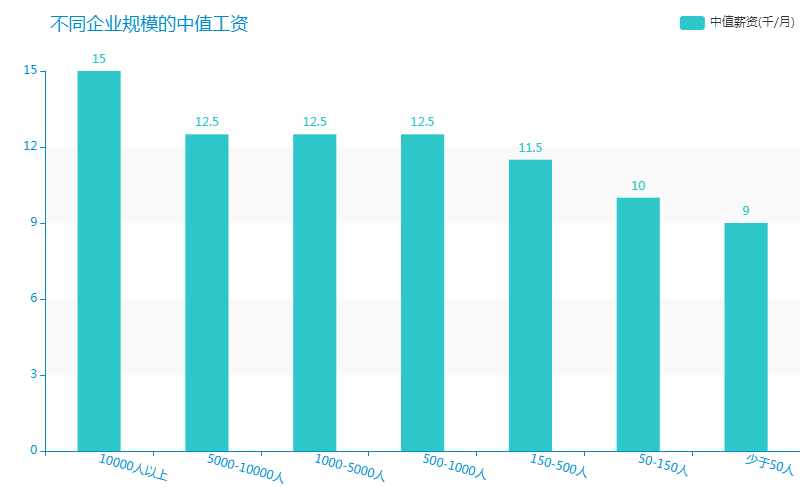 不同企业规模的中值工资
中值薪资(千/月)
15
12
9
6
3
0
15
12.5
12.5
12.5
11.5
10
9
10000人以上
5000-10000人
1000-5000人
500-1000人
150-500人
50-150人
少于50人